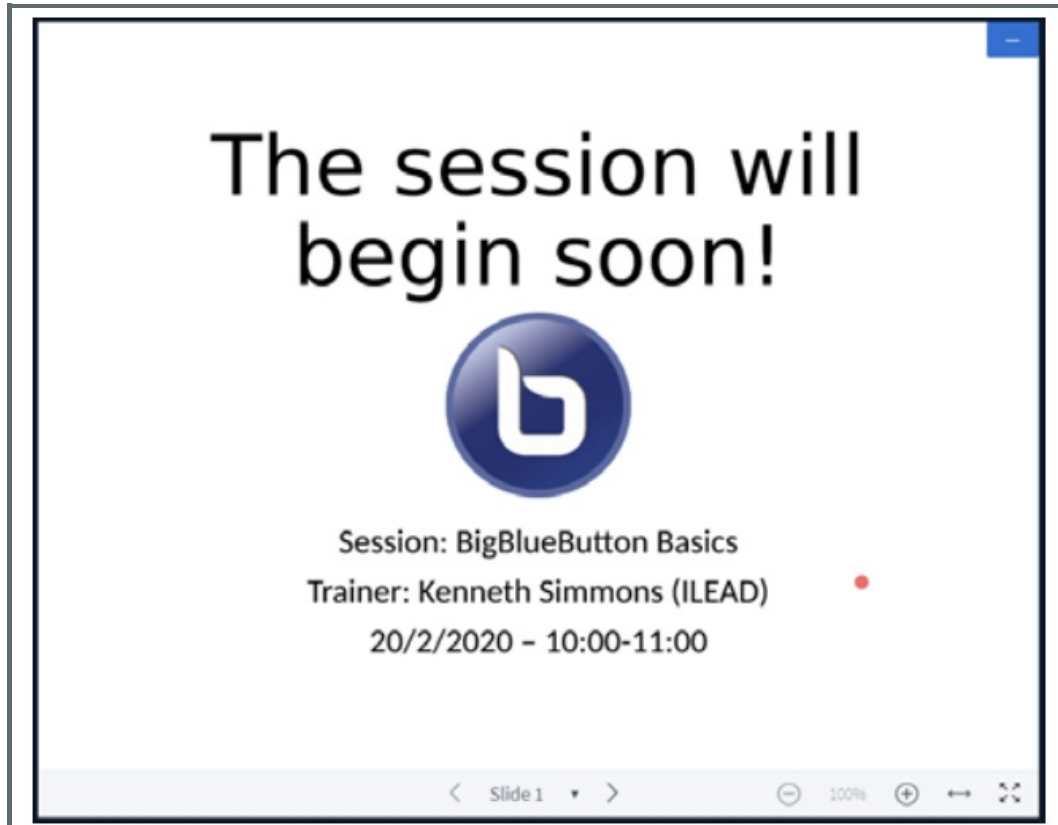 The session will
begin soon!
Session: BigBlueButton Basics
Trainer: Kenneth Simmons (ILEAD)
20/2/2020 – 10:00-11:00
Slide 1
100%